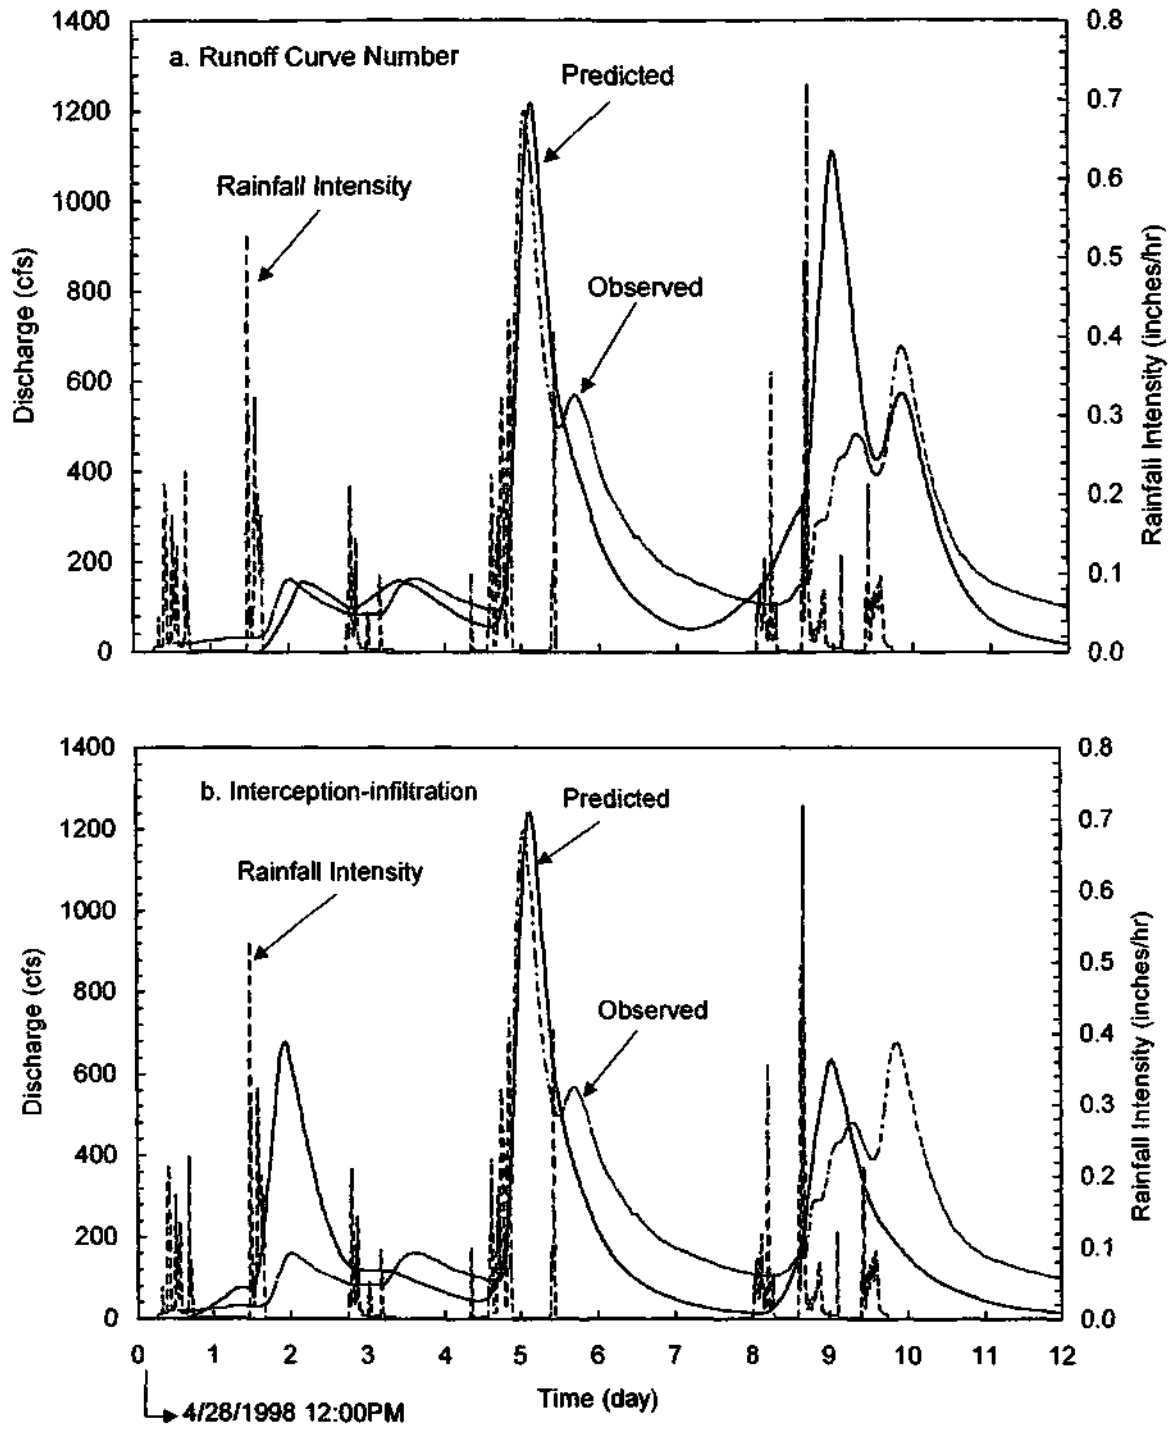 1400
1200
1000
800
600
400
200
0
Discharge (cfs)
a. Runoff Curve Number
Predicted
Rainfall Intensity
Observed
0.8
0.7
0.6
0.5
0.4
0.3
0.2
0.1
0.0
Rainfall Intensity (inches/hr)
1400
1200
1000
800
600
400
200
0
Discharge (cfs)
b. Interception-infiltration
Predicted
Rainfall Intensity
Observed
0.8
0.7
0.6
0.5
0.4
0.3
0.2
0.1
0.0
Rainfall Intensity (inches/hr)
0 1 2 3 4 5 6 7 8 9 10 11 12
Time (day)
4/28/1998 12:00PM